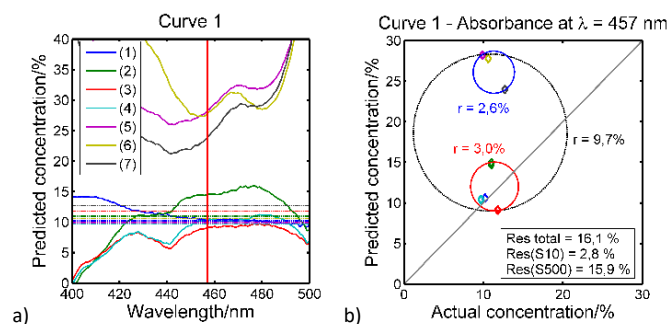 Curve 1
Predicted concentration/%
40
35
30
25
20
15
10
5
0
(1)
(2)
(3)
(4)
(5)
(6)
(7)
400 420 440 460 480 500
Wavelength/nm
a)
Curve 1 - Absorbance at λ = 457 nm
Predicted concentration/%
40
30
20
10
0
r = 2,6%
r = 3,0%
r = 9,7%
Res total = 16,1 %
Res(S10) = 2,8 %
Res(S500) = 15,9 %
0 10 20 30
Actual concentration/%
b)